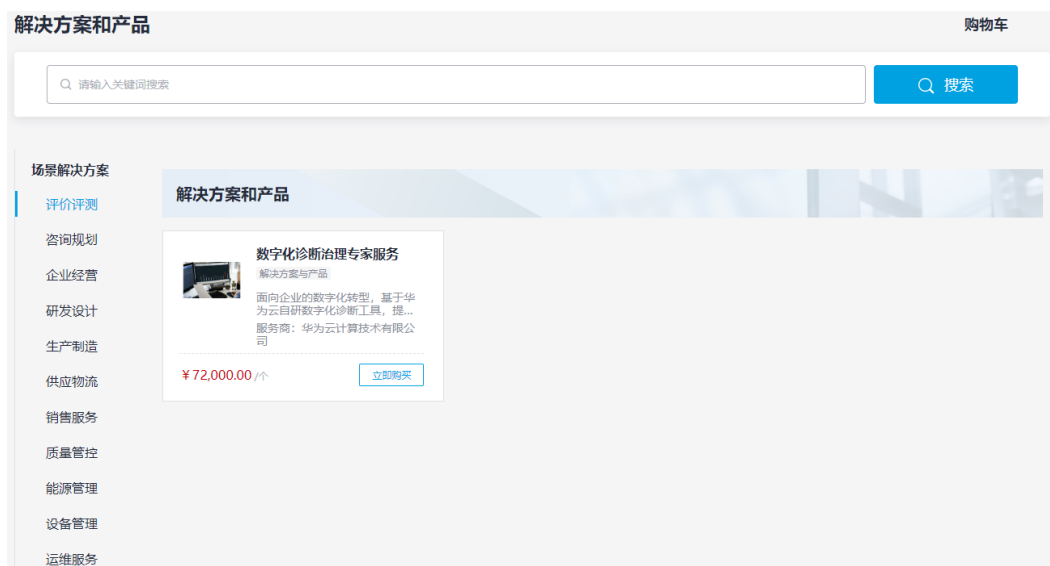 解决方案和产品
购物车
请输入关键词搜索
搜索
场景解决方案
评价评测
咨询规划
企业经营
研发设计
生产制造
供应物流
销售服务
质量管控
能源管理
设备管理
运维服务
解决方案和产品
数字化诊断治理专家服务
解决方案与产品
面向企业的数字化转型，基于华
为云自研数字化诊断工具，提...
服务商：华为云计算技术有限公
司
¥72,000.00 /个
立即购买